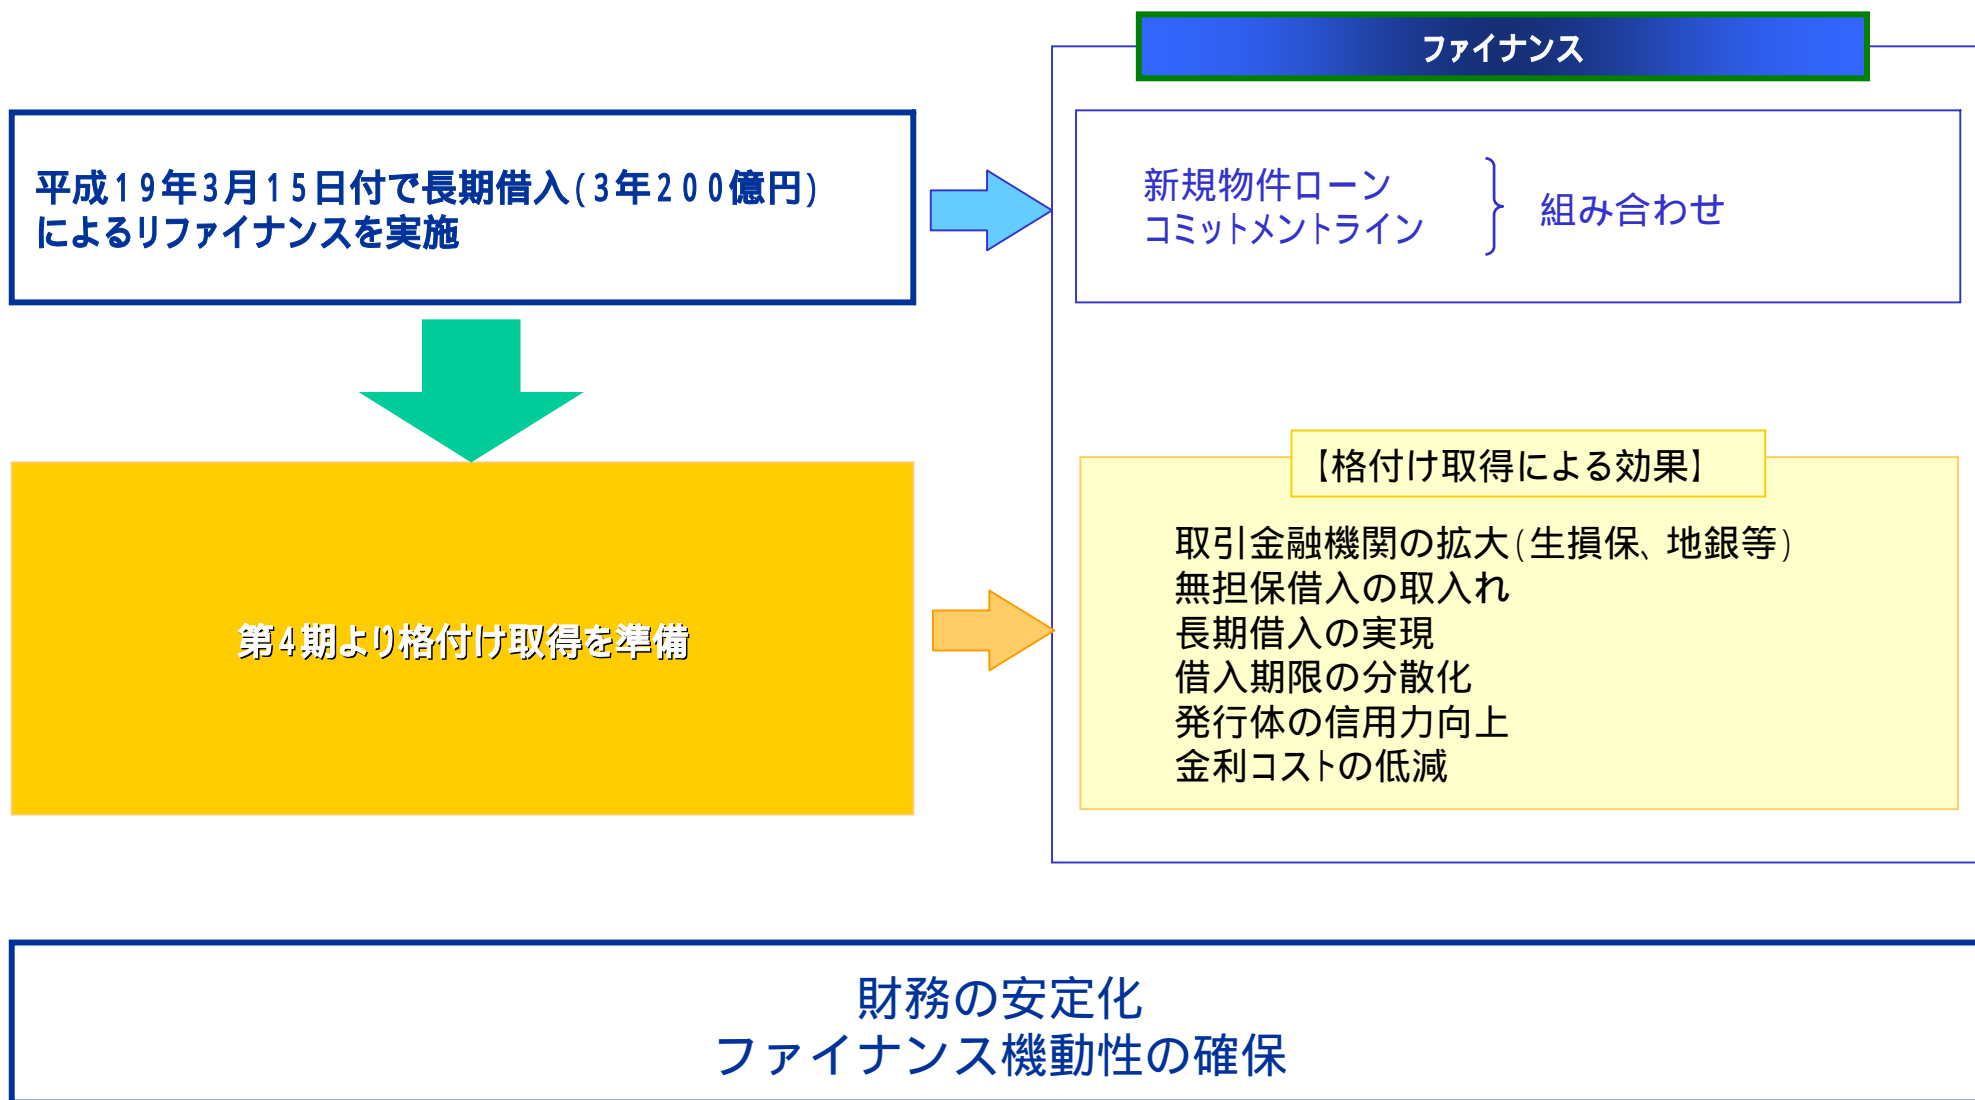 ファイナンス
平成19年3月15日付で長期借入(3年200億円)
によるリファイナンスを実施
新規物件ローン
コミットメントライン
組み合わせ
第4期より格付け取得を準備
【格付け取得による効果】
取引金融機関の拡大(生損保、地銀等)
無担保借入の取入れ
長期借入の実現
借入期限の分散化
発行体の信用力向上
金利コストの低減
財務の安定化
ファイナンス機動性の確保